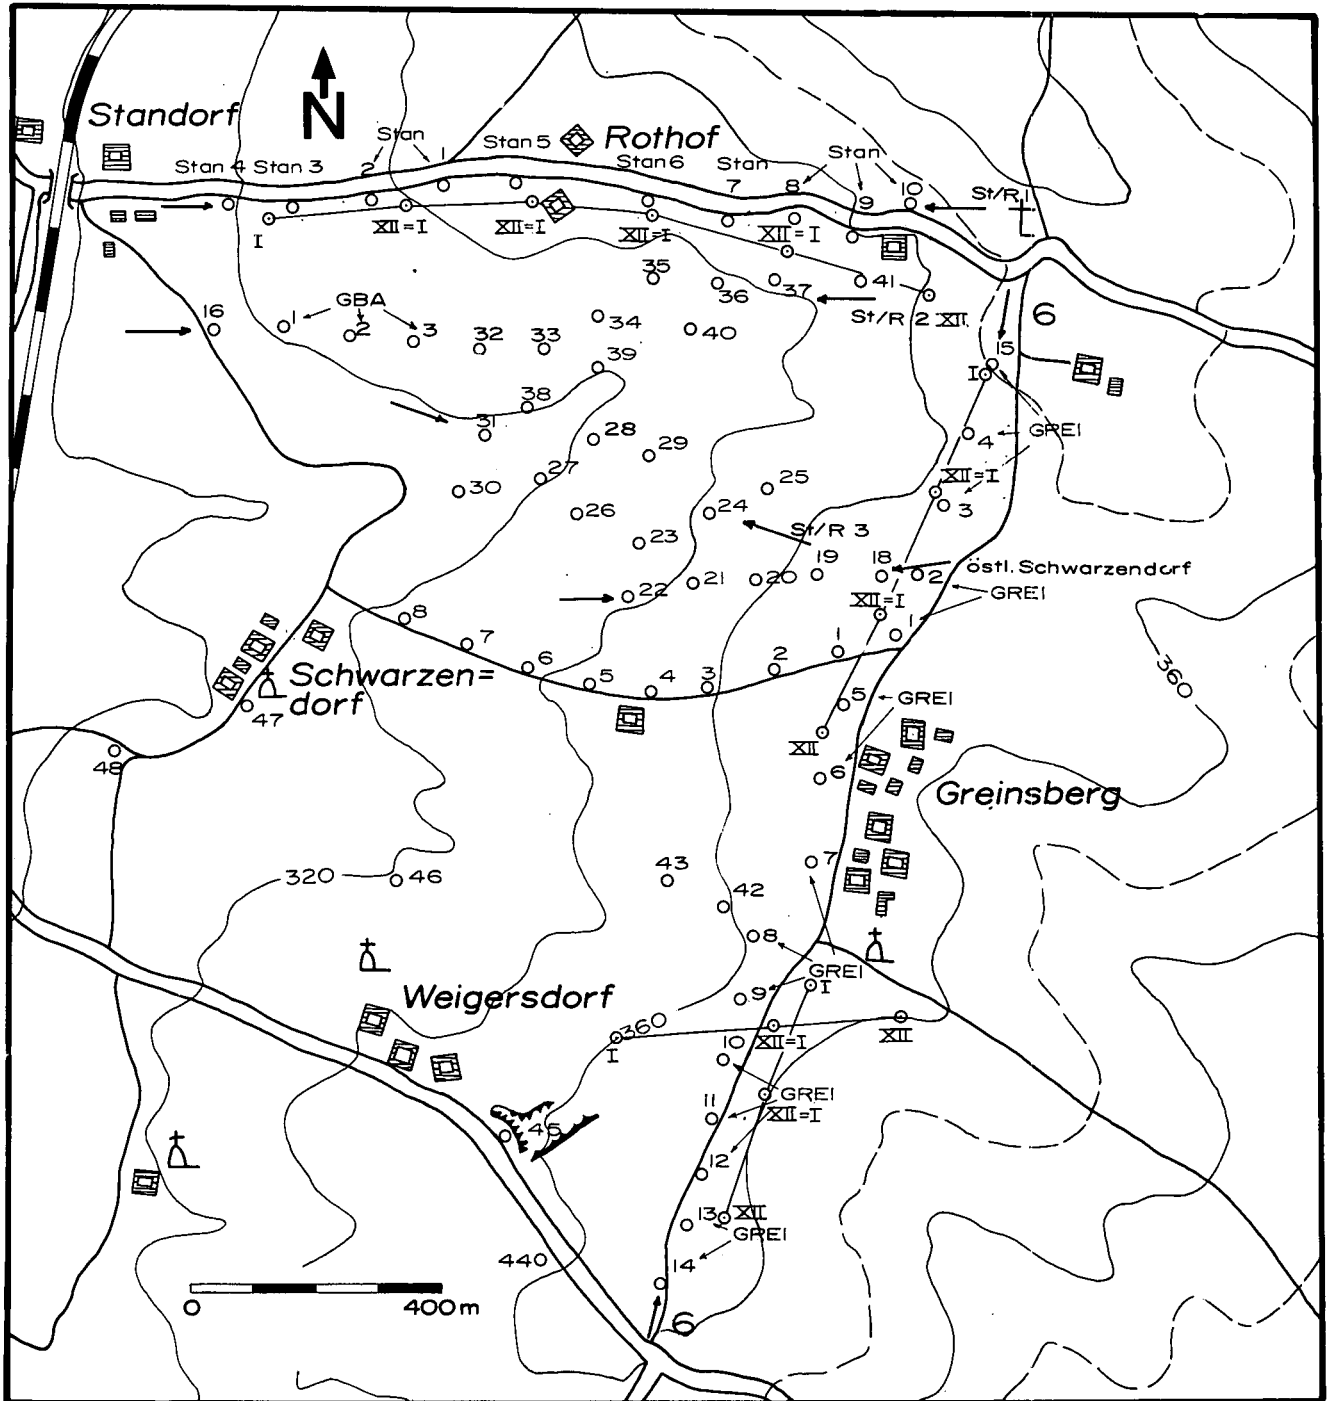 Standorf
N
Rothof
Stan 4 Stan 3
2
Stan
1
Stan 5
Stan 6
Stan
7
8
Stan
9
10
St/R 1
I
XII=I
XII=I
XII=I
XII=I
35
36
37
41
St/R 2 XII
6
16
1
GBA
2
3
32
33
34
40
39
15
I
38
31
28
29
4
GREI
30
27
26
25
24
XII=I
3
23
St/R 3
19
18
östl. Schwarzendorf
2
GREI
22
21
20
XII=I
1
8
7
6
5
4
3
2
1
360
Schwarzen=
dorf
47
48
5
GREI
XII
6
Greinsberg
320
46
43
7
42
8
GREI
I
9
Weigersdorf
360
I
10
XII=I
XII
GREI
11
XII=I
45
12
13
XII
GREI
44
14
0
400m
6